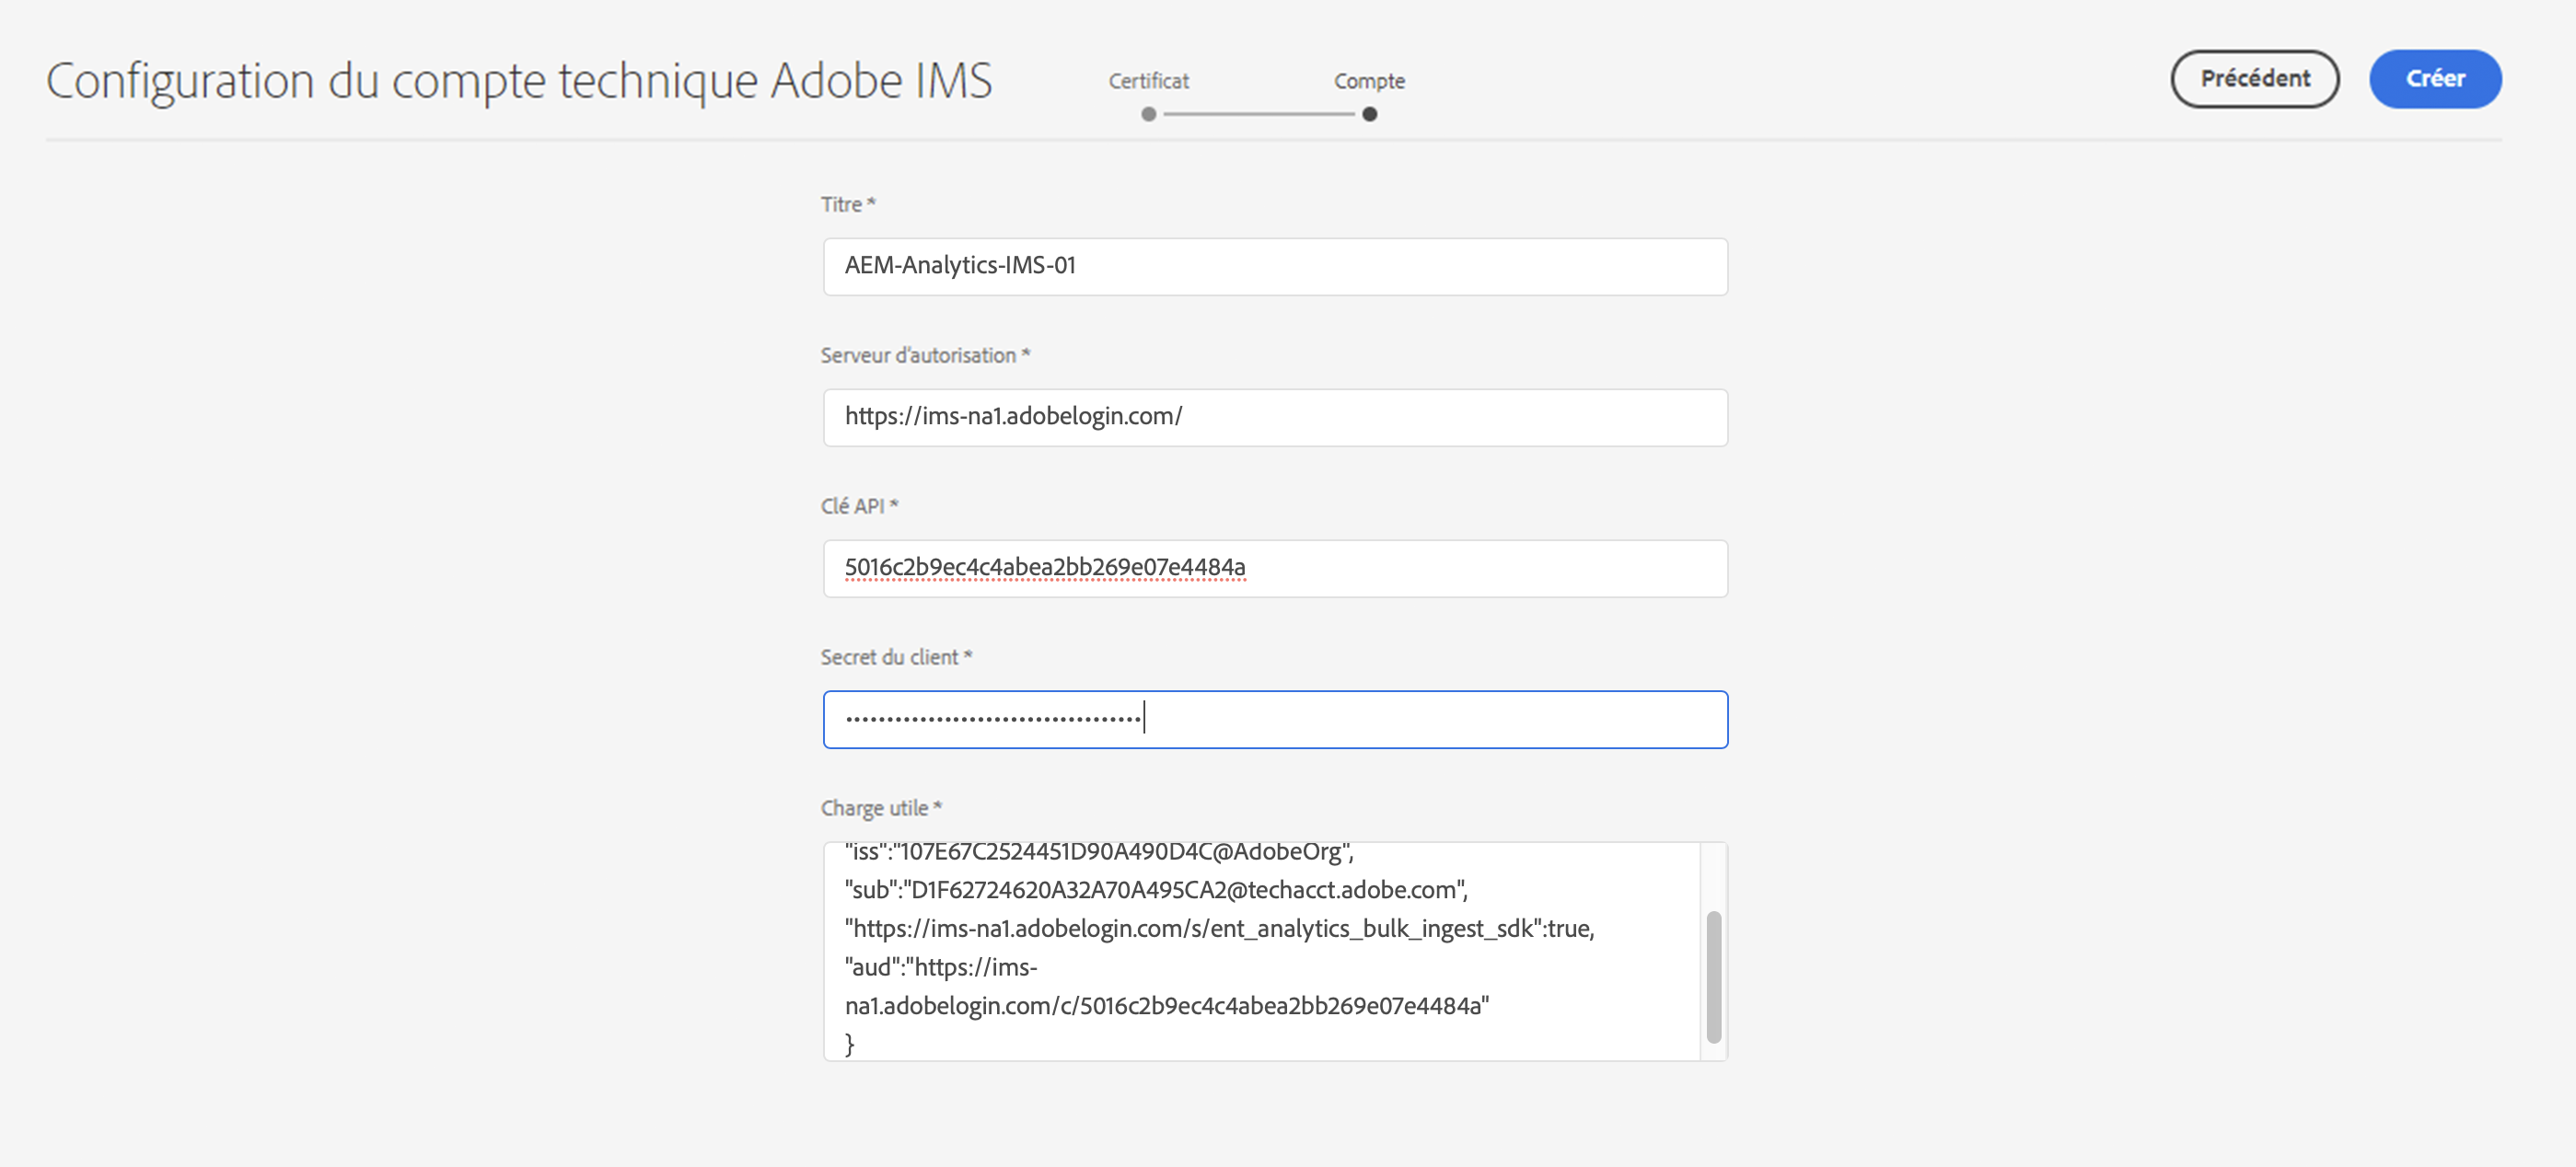 Configuration du compte technique Adobe IMS
Certificat
Compte
Précédent
Créer
Titre *
AEM-Analytics-IMS-01
Serveur d'autorisation *
https://ims-na1.adobelogin.com/
Clé API *
5016c2b9ec4c4abea2bb269e07e4484a
Secret du client *
Charge utile *
"iss":"107E67C2524451D90A490D4C@AdobeOrg",
"sub":"D1F62724620A32A70A495CA2@techacct.adobe.com",
"https://ims-na1.adobelogin.com/s/ent_analytics_bulk_ingest_sdk":true,
"aud":"https://ims-
na1.adobelogin.com/c/5016c2b9ec4c4abea2bb269e07e4484a"
}